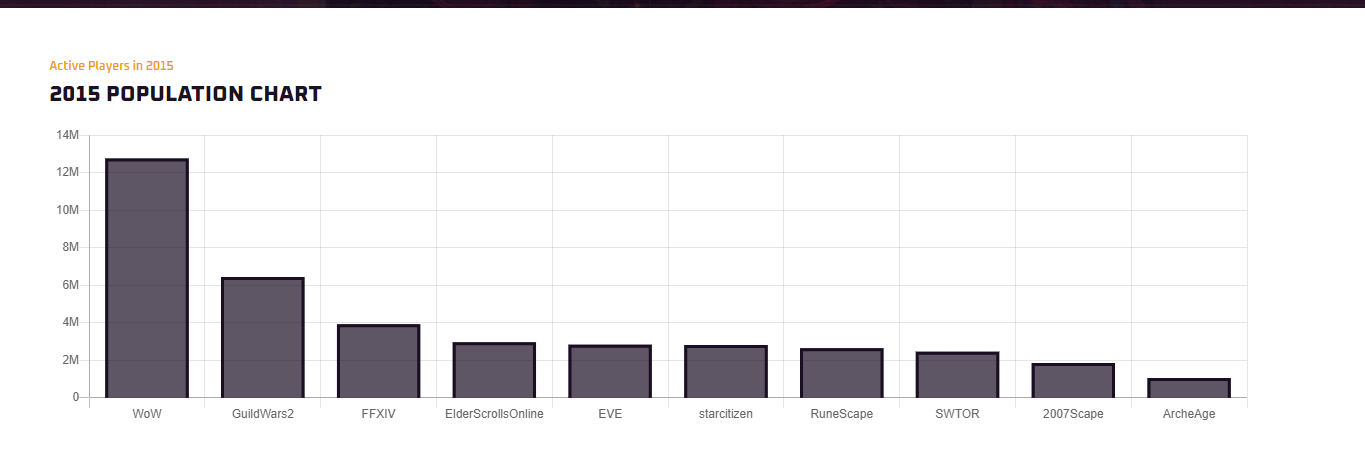 Active Players in 2015
2015 POPULATION CHART
14M
12M
10M
8M
6M
4M
2M
0
WoW GuildWars2 FFXIV ElderScrollsOnline EVE starcitizen RuneScape SWTOR 2007Scape ArcheAge